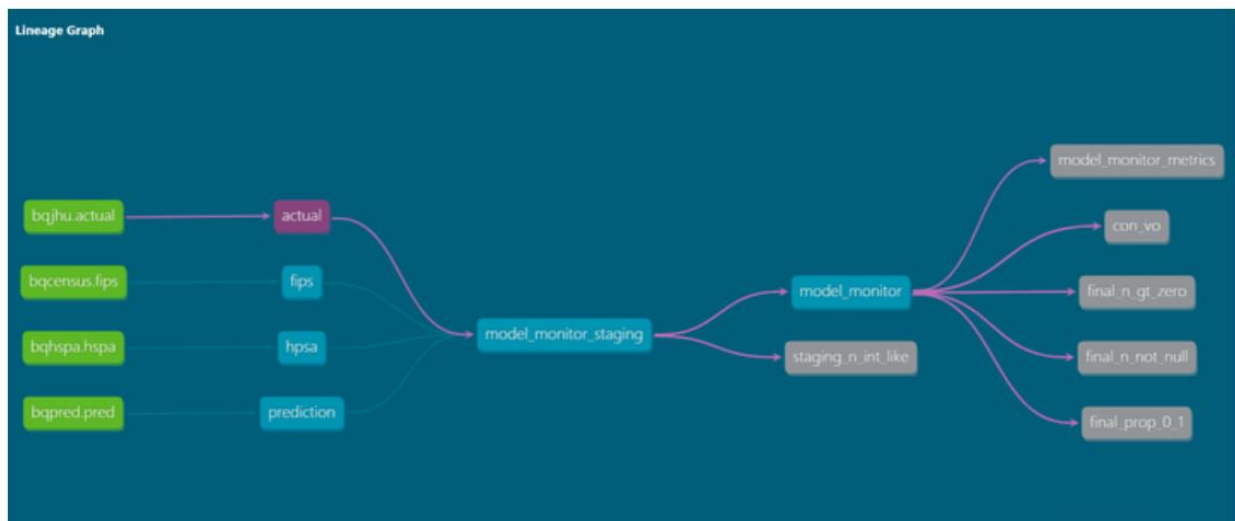 Lineage Graph
bqjhu.actual
actual
bqcensus.fips
fips
bqhspa.hspa
hpsa
bqpred.pred
prediction
model_monitor_staging
model_monitor
staging_n_int_like
model_monitor_metrics
con_vo
final_n_gt_zero
final_n_not_null
final_prop_0_1